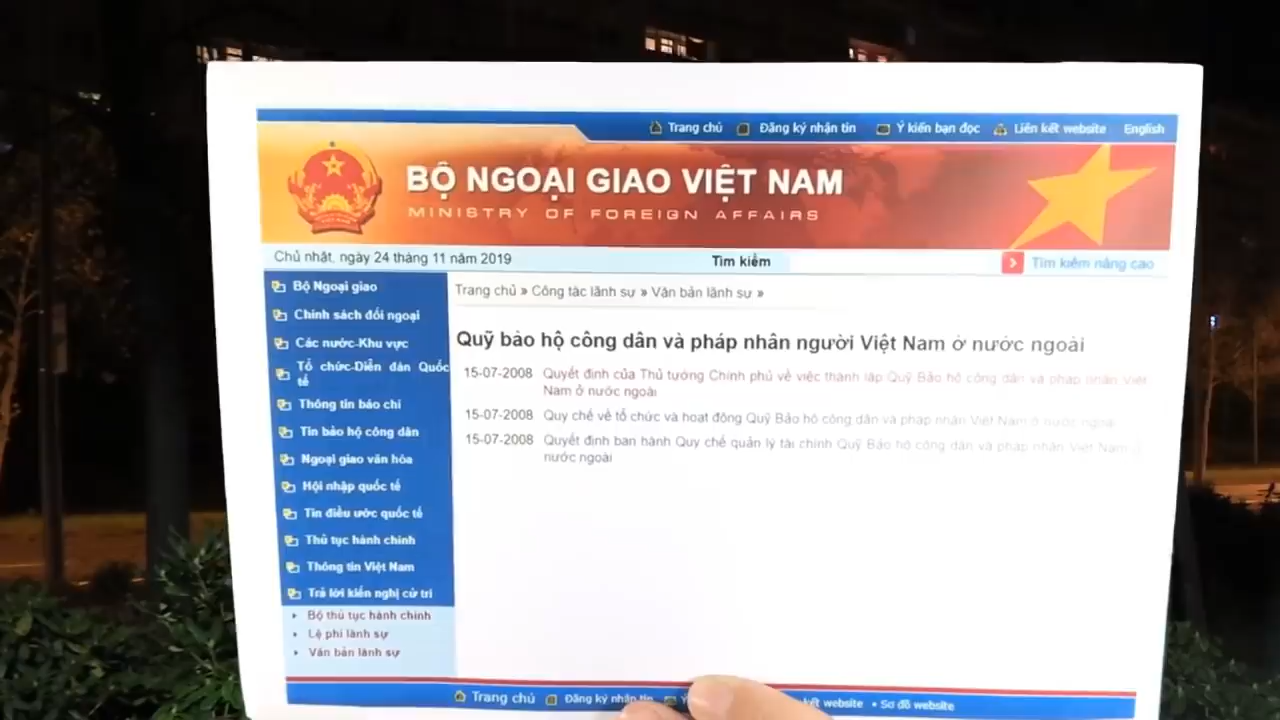 Trang chủ Đăng ký nhận tin Ý kiến bạn đọc Liên kết website English
BỘ NGOẠI GIAO VIỆT NAM
MINISTRY OF FOREIGN AFFAIRS
Chủ nhật, ngày 24 tháng 11 năm 2019 Tìm kiếm Tìm kiếm nâng cao
Bộ Ngoại giao
Chính sách đối ngoại
Các nước-Khu vực
Tổ chức-Diễn đàn Quốc
tế
Thông tin báo chí
Tin bảo hộ công dân
Ngoại giao văn hóa
Hội nhập quốc tế
Tin điều ước quốc tế
Thủ tục hành chính
Thông tin Việt Nam
Trả lời kiến nghị cử tri
Bộ thủ tục hành chính
Lệ phí lãnh sự
Văn bản lãnh sự
Trang chủ » Công tác lãnh sự » Văn bản lãnh sự »
Quỹ bảo hộ công dân và pháp nhân người Việt Nam ở nước ngoài
15-07-2008 Quyết định của Thủ tướng Chính phủ về việc thành lập Quỹ Bảo hộ công dân và pháp nhân Việt
Nam ở nước ngoài
15-07-2008 Quy chế về tổ chức và hoạt động Quỹ Bảo hộ công dân và pháp nhân Việt Nam ở nước ngoài
15-07-2008 Quyết định ban hành Quy chế quản lý tài chính Quỹ Bảo hộ công dân và pháp nhân Việt Nam ở
nước ngoài
Trang chủ Đăng ký nhận tin Ý kết website • Sơ đồ website